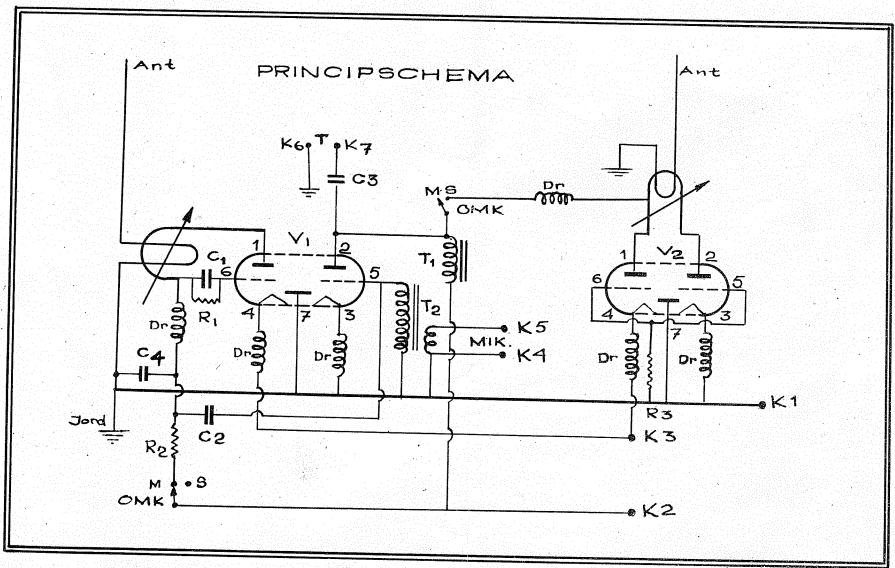 PRINCIPSCHEMA
Ant
Ant
K6 T K7
C3
M S
OMK
Dr
1 V1 2
C1
6
5
R1
4 7 3
Dr
Dr
Dr
T1
T2
K5
Mik.
K4
1 V2 2
6
5
4 7 3
Dr
Dr
R3
K1
C4
Jord
C2
R2
K3
M S
OMK
K2